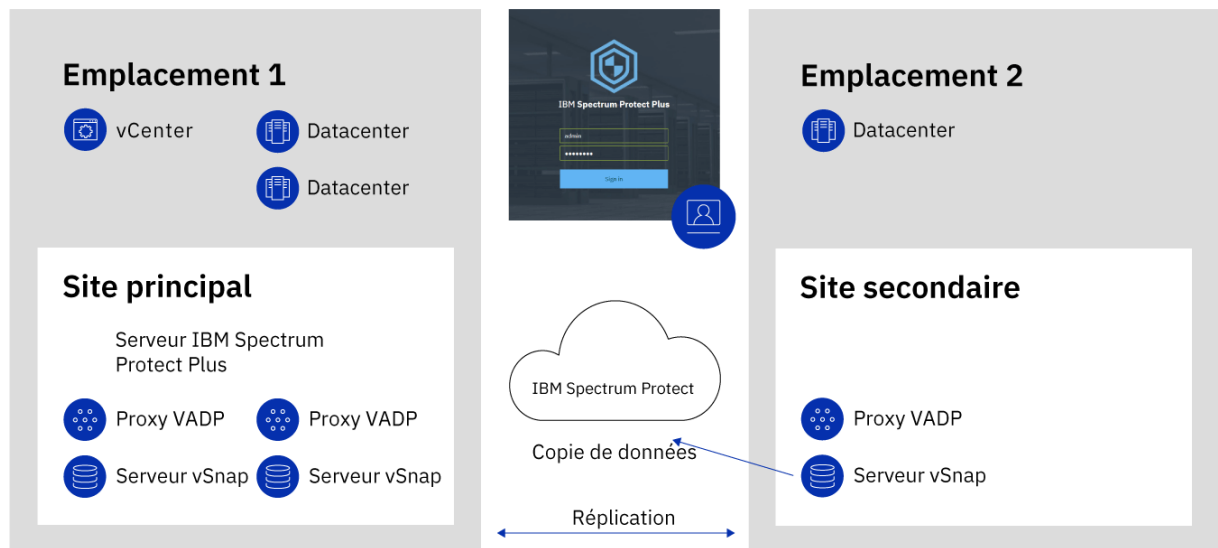 Emplacement 1
vCenter
Datacenter
Datacenter
Site principal
Serveur IBM Spectrum
Protect Plus
Proxy VADP
Proxy VADP
Serveur vSnap
Serveur vSnap
IBM Spectrum Protect Plus
admin
••••••••
Sign in
IBM Spectrum Protect
Copie de données
Réplication
Emplacement 2
Datacenter
Site secondaire
Proxy VADP
Serveur vSnap